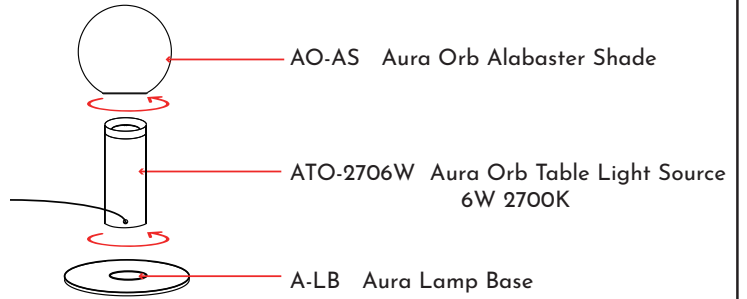 AO-AS Aura Orb Alabaster Shade
ATO-2706W Aura Orb Table Light Source
6W 2700K
A-LB Aura Lamp Base